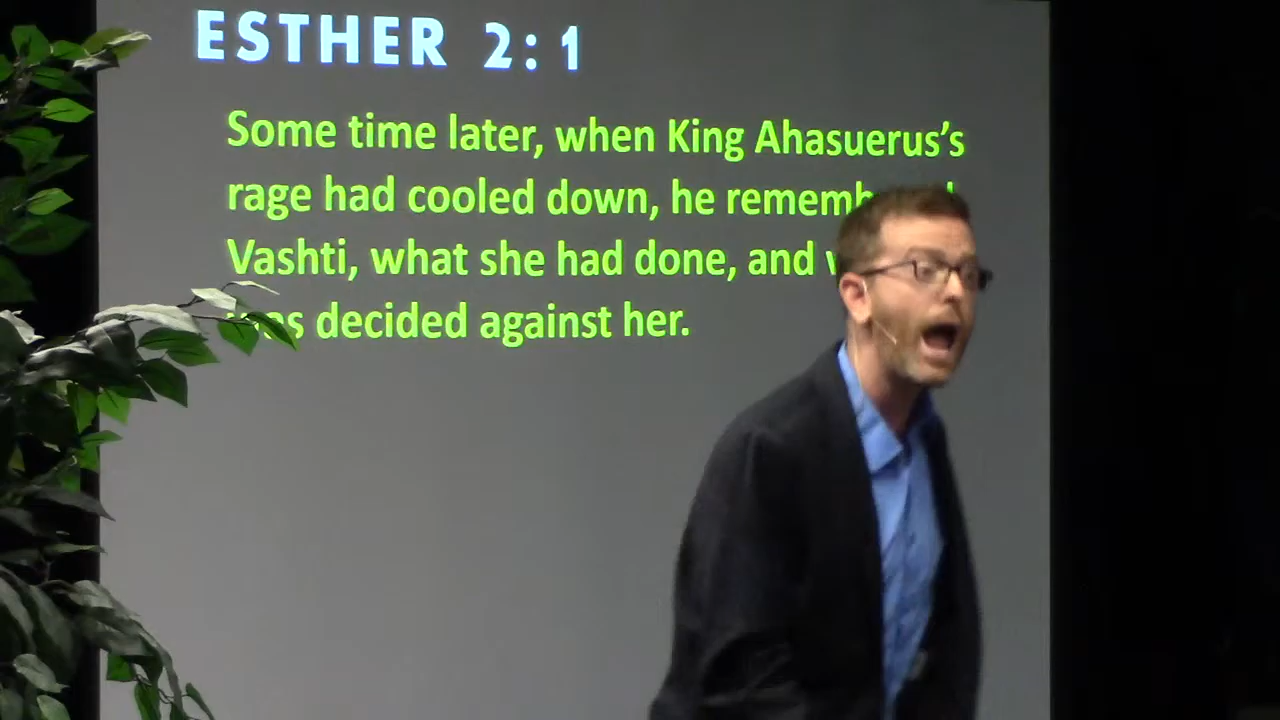 ESTHER 2:1
Some time later, when King Ahasuerus’s
rage had cooled down, he
Vashti, what she had done, and
decided against her.